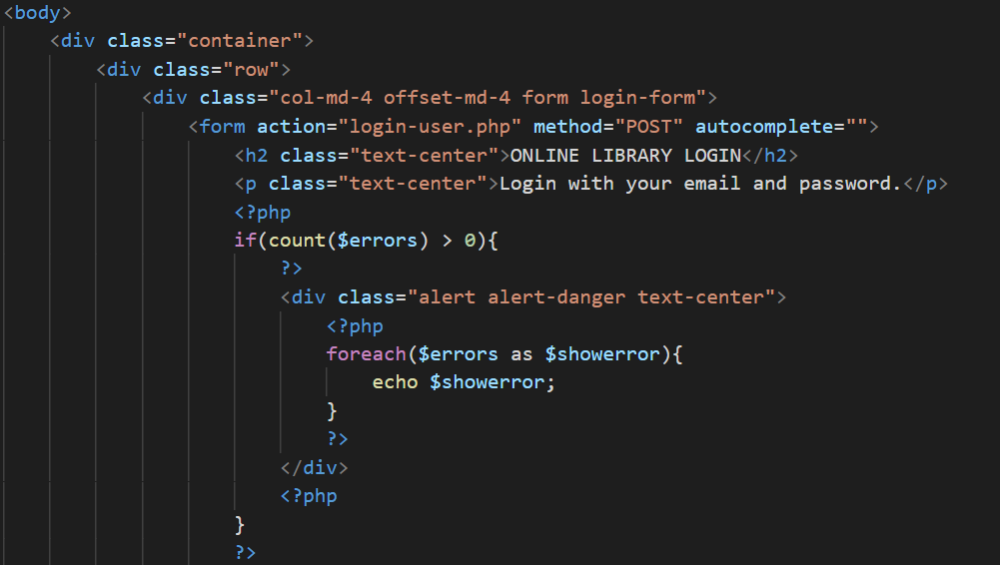 <body>
<div class="container">
<div class="row">
<div class="col-md-4 offset-md-4 form login-form">
<form action="login-user.php" method="POST" autocomplete="">
<h2 class="text-center">ONLINE LIBRARY LOGIN</h2>
<p class="text-center">Login with your email and password.</p>
<?php
if(count($errors) > 0){
?>
<div class="alert alert-danger text-center">
<?php
foreach($errors as $showerror){
echo $showerror;
}
?>
</div>
<?php
}
?>